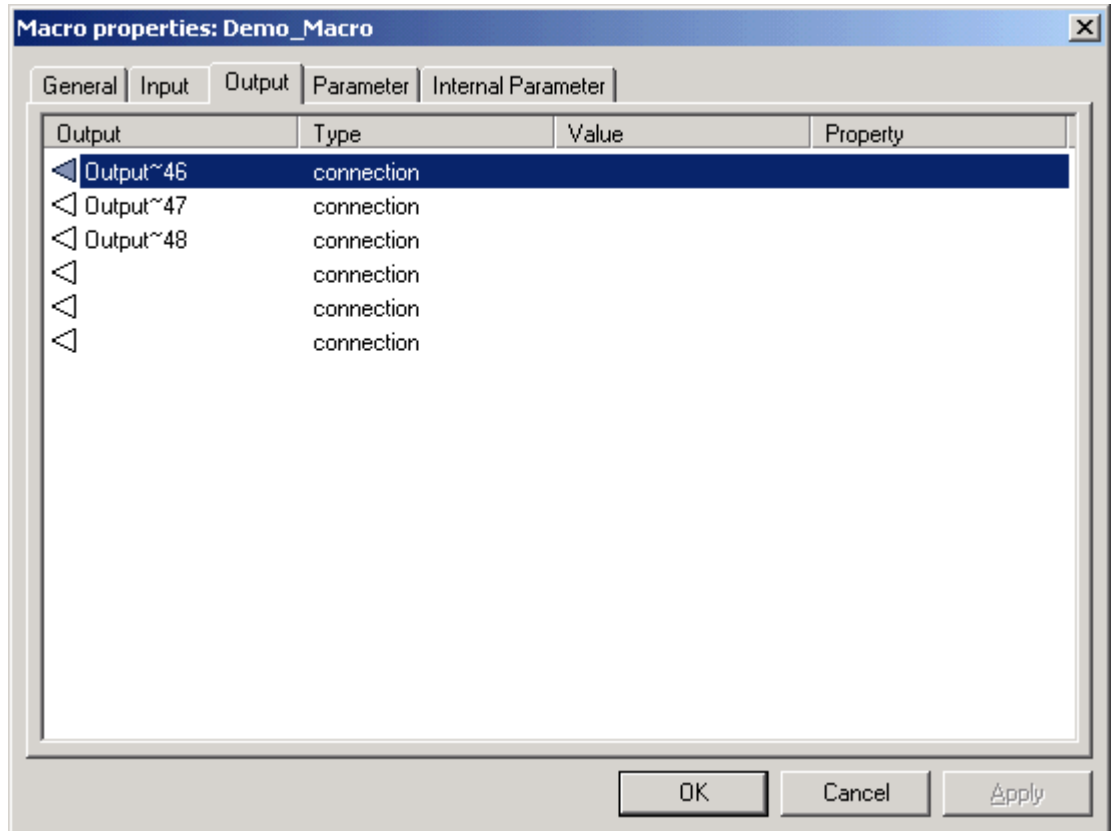 Macro properties: Demo_Macro
General Input Output Parameter Internal Parameter
Output Type Value Property
Output~46 connection
Output~47 connection
Output~48 connection
connection
connection
connection
OK Cancel Apply